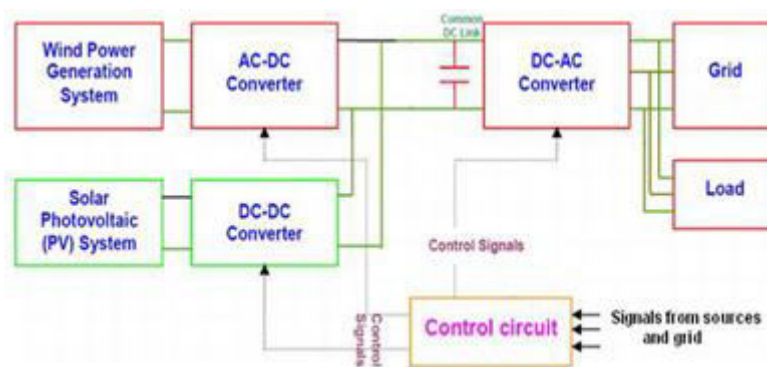 Wind Power
Generation
System
AC-DC
Converter
Common
DC Link
DC-AC
Converter
Grid
Load
Solar
Photovoltaic
(PV) System
DC-DC
Converter
Control Signals
Control
Signals
Control circuit
Signals from sources
and grid